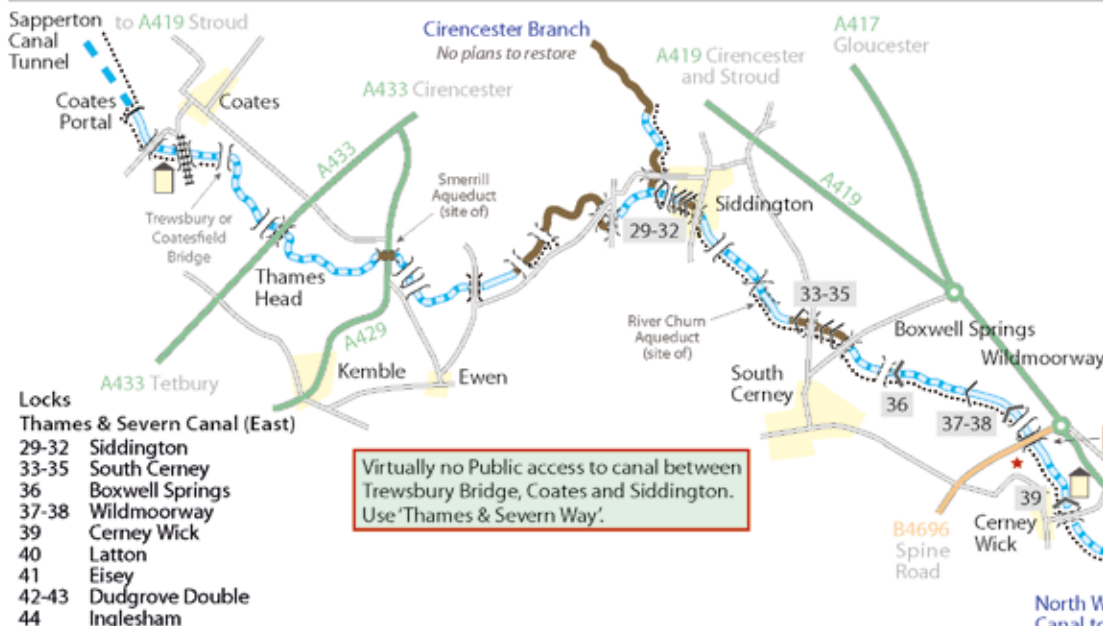 Sapperton
Canal
Tunnel
to A419 Stroud
Coates
Portal
Coates
Trewsbury or
Coatesfield
Bridge
A433
A433 Cirencester
Thames
Head
A433 Tetbury
Smerrill
Aqueduct
(site of)
A429
Kemble
Ewen
Cirencester Branch
No plans to restore
A419 Cirencester
and Stroud
A417
Gloucester
A419
Siddington
29-32
33-35
River Churn
Aqueduct
(site of)
Boxwell Springs
Wildmoorway
South
Cerney
36
37-38
39
Cerney
Wick
B4696
Spine
Road
North W
Canal to
Locks
Thames & Severn Canal (East)
29-32 Siddington
33-35 South Cerney
36 Boxwell Springs
37-38 Wildmoorway
39 Cerney Wick
40 Latton
41 Eisey
42-43 Dudgrove Double
44 Inglesham
Virtually no Public access to canal between
Trewsbury Bridge, Coates and Siddington.
Use 'Thames & Severn Way'.